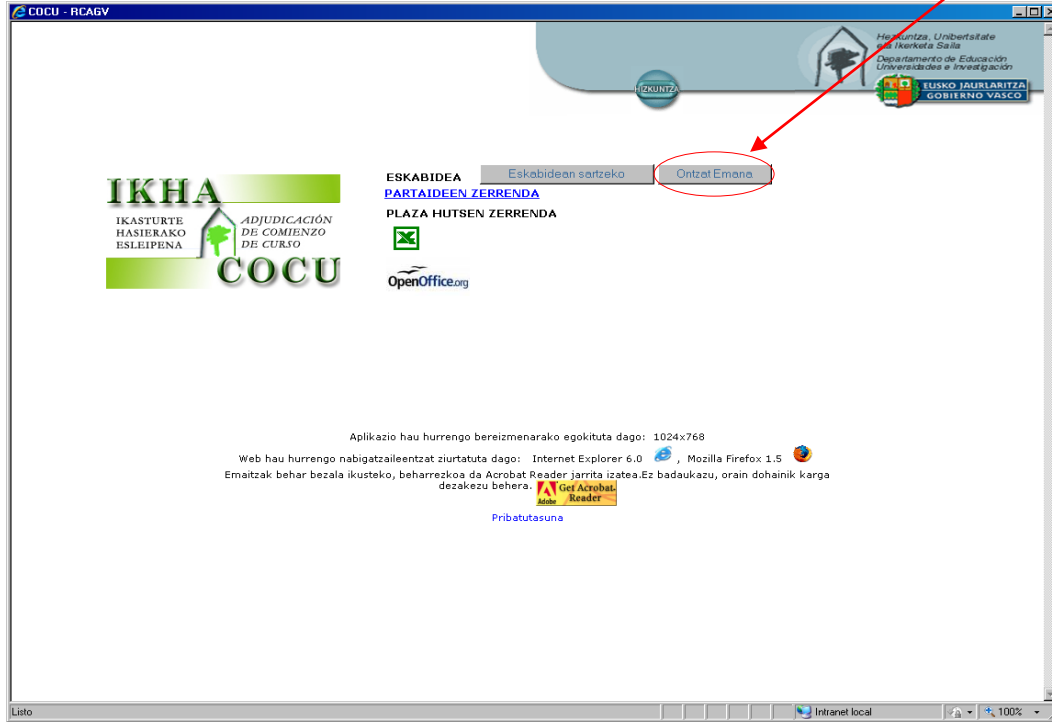 COCU - RCAGV
Hezkuntza, Unibertsitate
eta Ikerketa Saila
Departamento de Educación
Universidades e Investigación
HIZKUNTZA
EUSKO JAURLARITZA
GOBIERNO VASCO
ESKABIDEA Eskabidean sartzeko Ontzat Emana
PARTAIDEEN ZERRENDA
PLAZA HUTSEN ZERRENDA
IKHA
IKASTURTE
HASIERAKO
ESLEIPENA
ADJUDICACIÓN
DE COMIENZO
DE CURSO
COCU
OpenOffice.org
Aplikazio hau hurrengo bereizmenarako egokituta dago: 1024x768
Web hau hurrengo nabigatzaileentzat ziurtatuta dago: Internet Explorer 6.0 , Mozilla Firefox 1.5
Emaitzak behar bezala ikusteko, beharrezkoa da Acrobat Reader jarrita izatea.Ez badaukazu, orain dohainik karga
dezakezu behera.
Get Acrobat
Reader
Adobe
Pribatutasuna
Listo Intranet local 100%